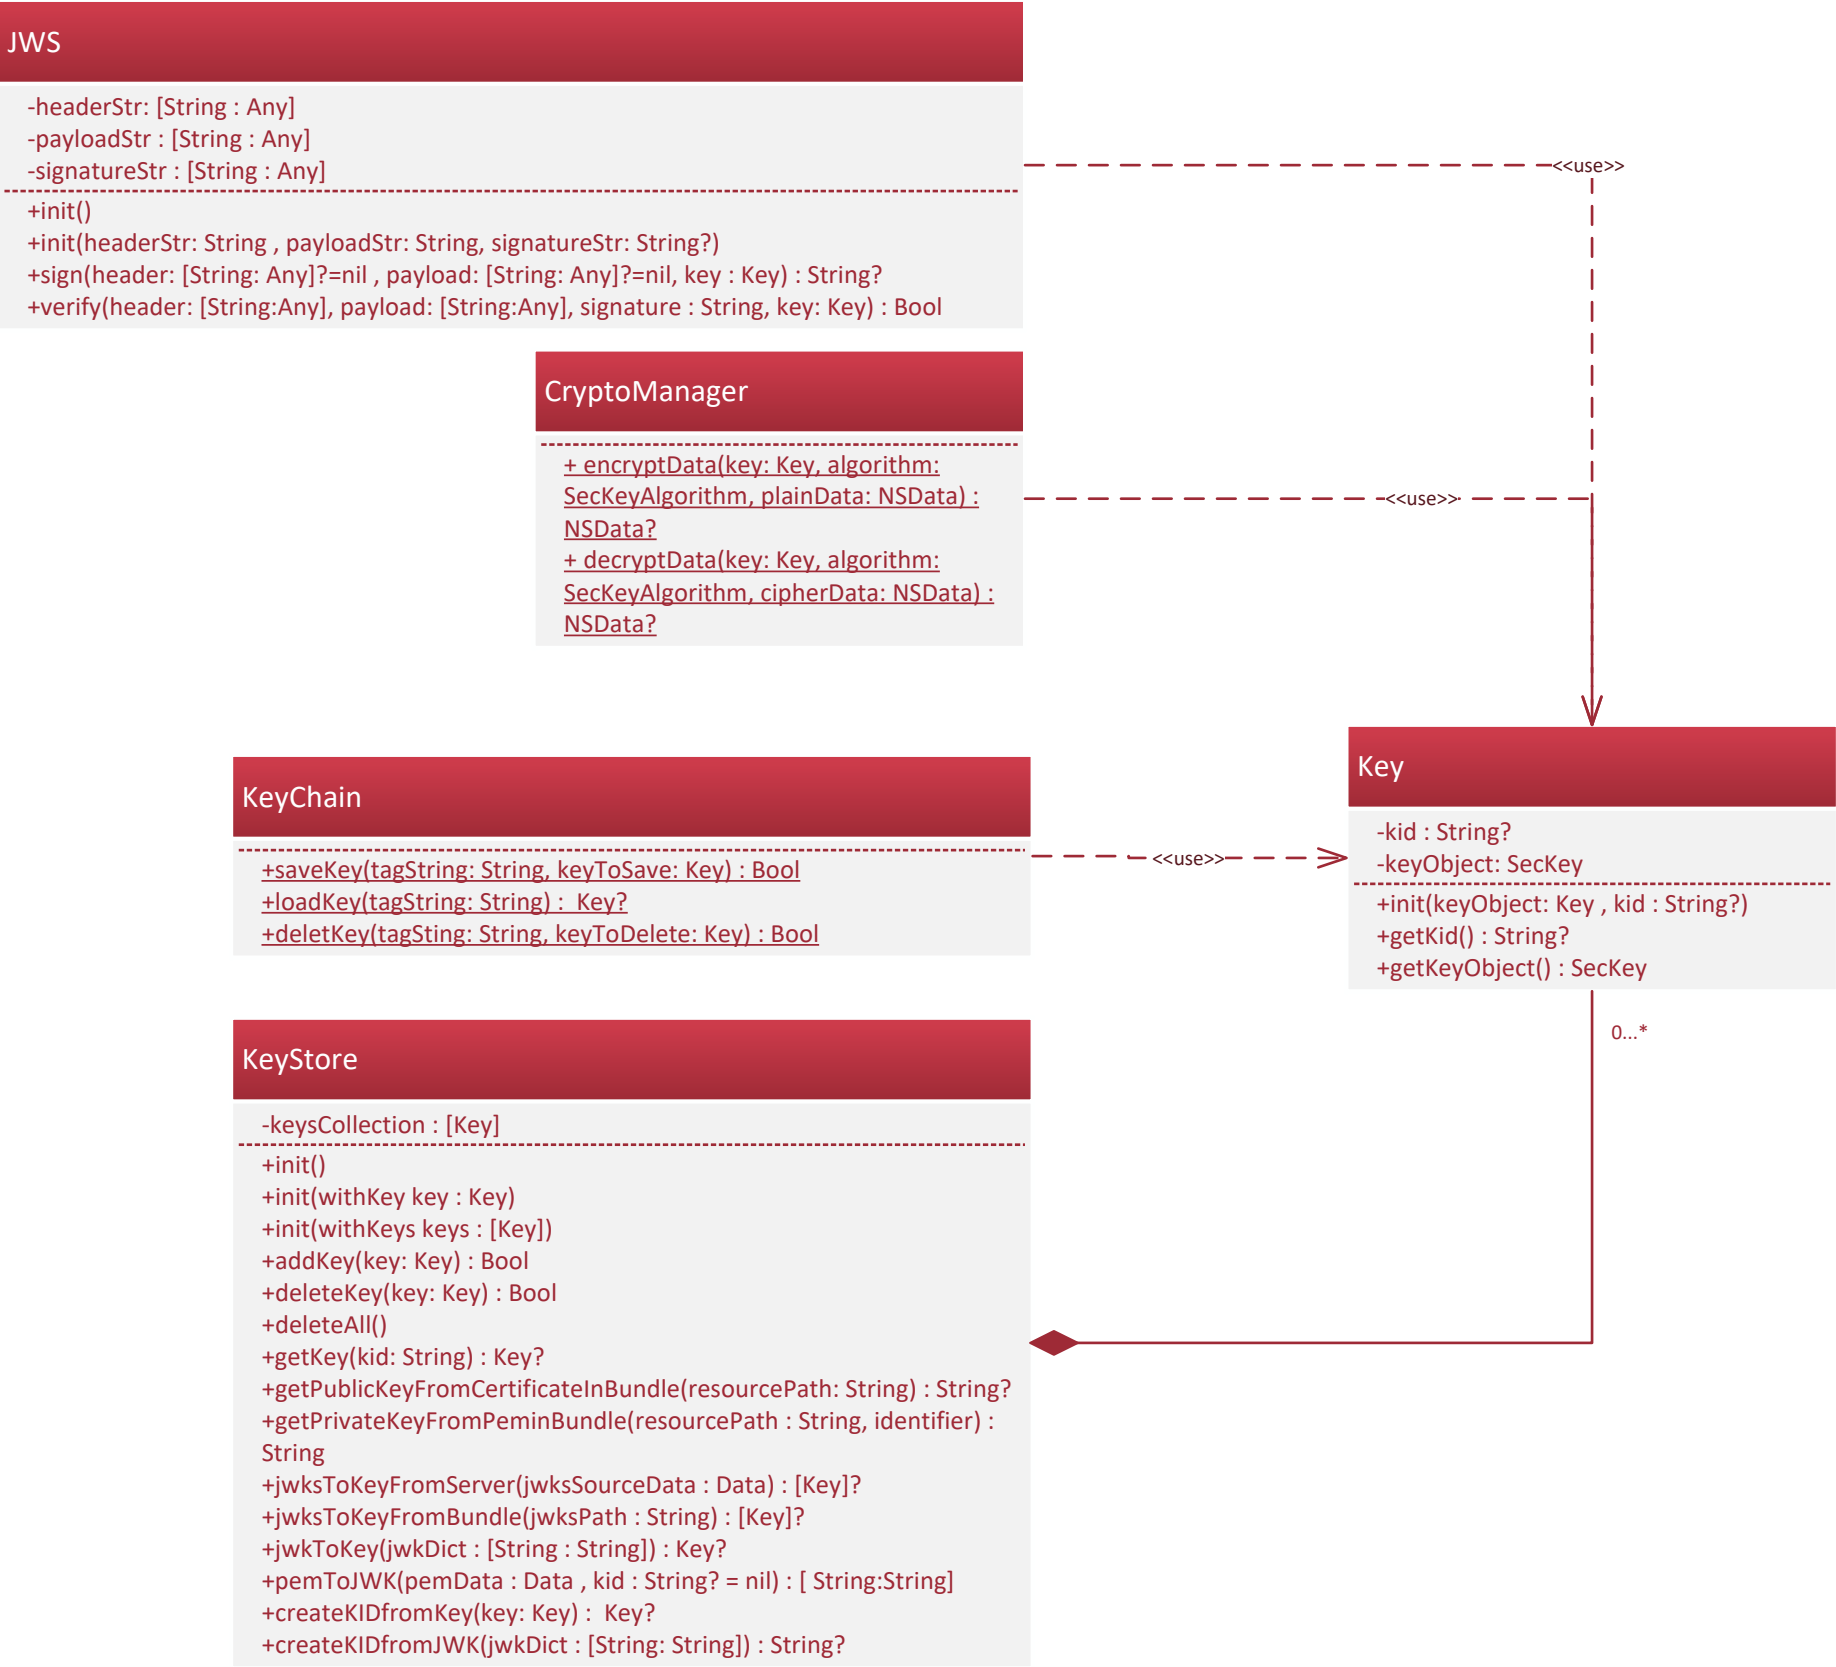 JWS
-headerStr: [String : Any]
-payloadStr : [String : Any]
-signatureStr : [String : Any]
+init()
+init(headerStr: String , payloadStr: String, signatureStr: String?)
+sign(header: [String: Any]?=nil , payload: [String: Any]?=nil, key : Key) : String?
+verify(header: [String:Any], payload: [String:Any], signature : String, key: Key) : Bool
<<use>>
CryptoManager
+ encryptData(key: Key, algorithm:
SecKeyAlgorithm, plainData: NSData) :
NSData?
+ decryptData(key: Key, algorithm:
SecKeyAlgorithm, cipherData: NSData) :
NSData?
<<use>>
KeyChain
+saveKey(tagString: String, keyToSave: Key) : Bool
+loadKey(tagString: String) :  Key?
+deletKey(tagSting: String, keyToDelete: Key) : Bool
<<use>>
Key
-kid : String?
-keyObject: SecKey
+init(keyObject: Key , kid : String?)
+getKid() : String?
+getKeyObject() : SecKey
0...*
KeyStore
-keysCollection : [Key]
+init()
+init(withKey key : Key)
+init(withKeys keys : [Key])
+addKey(key: Key) : Bool
+deleteKey(key: Key) : Bool
+deleteAll()
+getKey(kid: String) : Key?
+getPublicKeyFromCertificateInBundle(resourcePath: String) : String?
+getPrivateKeyFromPeminBundle(resourcePath : String, identifier) :
String
+jwksToKeyFromServer(jwksSourceData : Data) : [Key]?
+jwksToKeyFromBundle(jwksPath : String) : [Key]?
+jwkToKey(jwkDict : [String : String]) : Key?
+pemToJWK(pemData : Data , kid : String? = nil) : [ String:String]
+createKIDfromKey(key: Key) :  Key?
+createKIDfromJWK(jwkDict : [String: String]) : String?